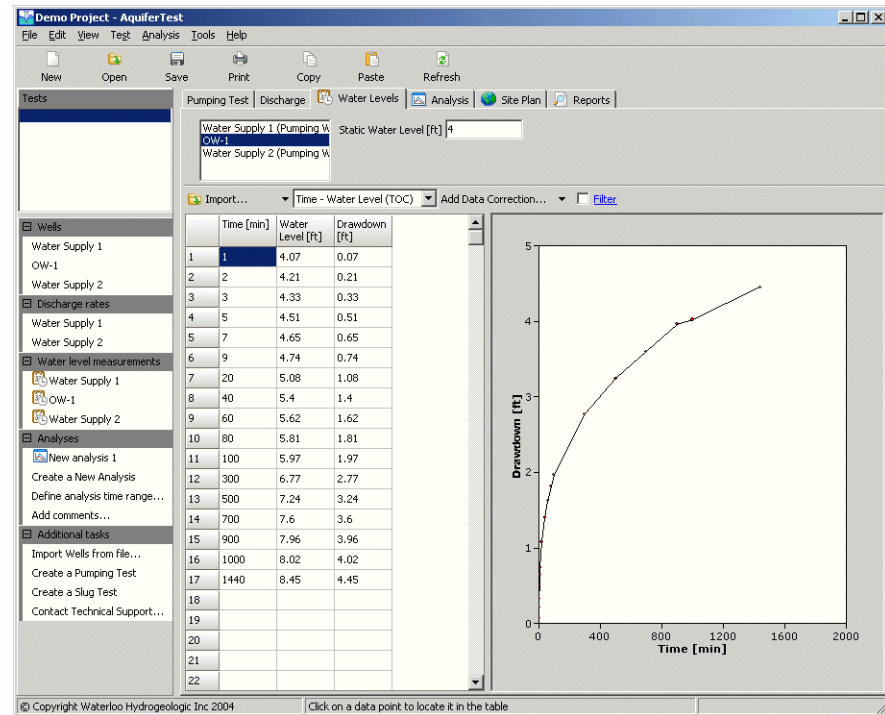 Demo Project - AquiferTest
File Edit View Test Analysis Tools Help
New Open Save Print Copy Paste Refresh
Tests
Pumping Test Discharge Water Levels Analysis Site Plan Reports
Water Supply 1 (Pumping W
OW-1
Water Supply 2 (Pumping W
Static Water Level [ft] 4
Import... Time - Water Level (TOC) Add Data Correction... Filter
Wells
Water Supply 1
OW-1
Water Supply 2
Discharge rates
Water Supply 1
Water Supply 2
Water level measurements
Water Supply 1
OW-1
Water Supply 2
Analyses
New analysis 1
Create a New Analysis
Define analysis time range...
Add comments...
Additional tasks
Import Wells from file...
Create a Pumping Test
Create a Slug Test
Contact Technical Support...
Time [min] Water Level [ft] Drawdown [ft]
1 1 4.07 0.07
2 2 4.21 0.21
3 3 4.33 0.33
4 5 4.51 0.51
5 7 4.65 0.65
6 9 4.74 0.74
7 20 5.08 1.08
8 40 5.4 1.4
9 60 5.62 1.62
10 80 5.81 1.81
11 100 5.97 1.97
12 300 6.77 2.77
13 500 7.24 3.24
14 700 7.6 3.6
15 900 7.96 3.96
16 1000 8.02 4.02
17 1440 8.45 4.45
18
19
20
21
22
5
4
3
2
1
0
Drawdown [ft]
0 400 800 1200 1600 2000
Time [min]
© Copyright Waterloo Hydrogeologic Inc 2004 Click on a data point to locate it in the table